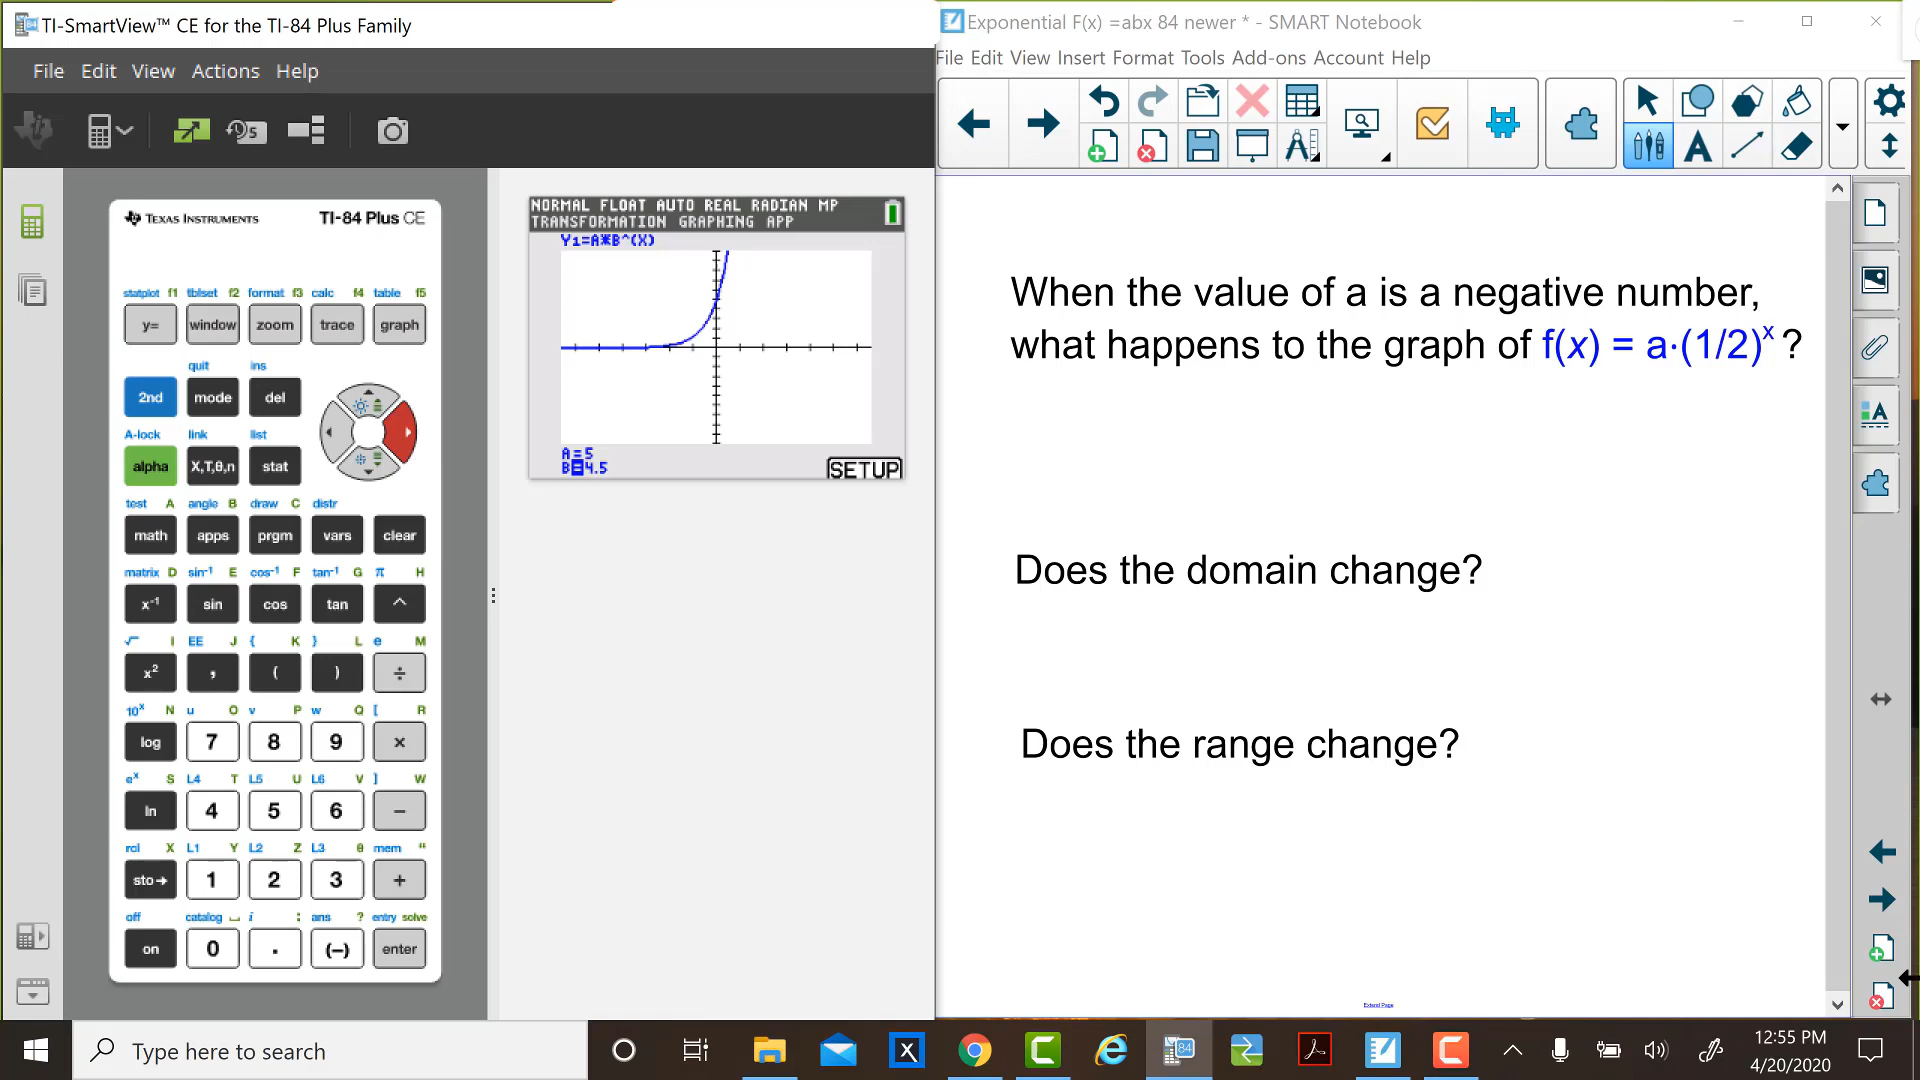 TI-SmartView™ CE for the TI-84 Plus Family
File Edit View Actions Help
TEXAS INSTRUMENTS TI-84 Plus CE
statplot f1 tblset f2 format f3 calc f4 table f5
y= window zoom trace graph
quit ins
2nd mode del
A-lock link list
alpha X,T,θ,n stat
test A angle B draw C distr
math apps prgm vars clear
matrix D sin⁻¹ E cos⁻¹ F tan⁻¹ G π H
x⁻¹ sin cos tan ^
√ I EE J { K } L e M
x² , ( ) ÷
10ˣ N u O v P w Q [ R
log 7 8 9 ×
eˣ S L4 T L5 U L6 V ] W
ln 4 5 6 −
rcl X L1 Y L2 Z L3 θ mem "
sto→ 1 2 3 +
off catalog ⎵ i : ans ? entry solve
on 0 . (−) enter
NORMAL FLOAT AUTO REAL RADIAN MP
TRANSFORMATION GRAPHING APP
Y1=A*B^(X)
A=5
B=4.5
SETUP
Exponential F(x) =abx 84 newer * - SMART Notebook
File Edit View Insert Format Tools Add-ons Account Help
When the value of a is a negative number,
what happens to the graph of f(x) = a·(1/2)ˣ ?
Does the domain change?
Does the range change?
Extend Page
Type here to search
12:55 PM
4/20/2020